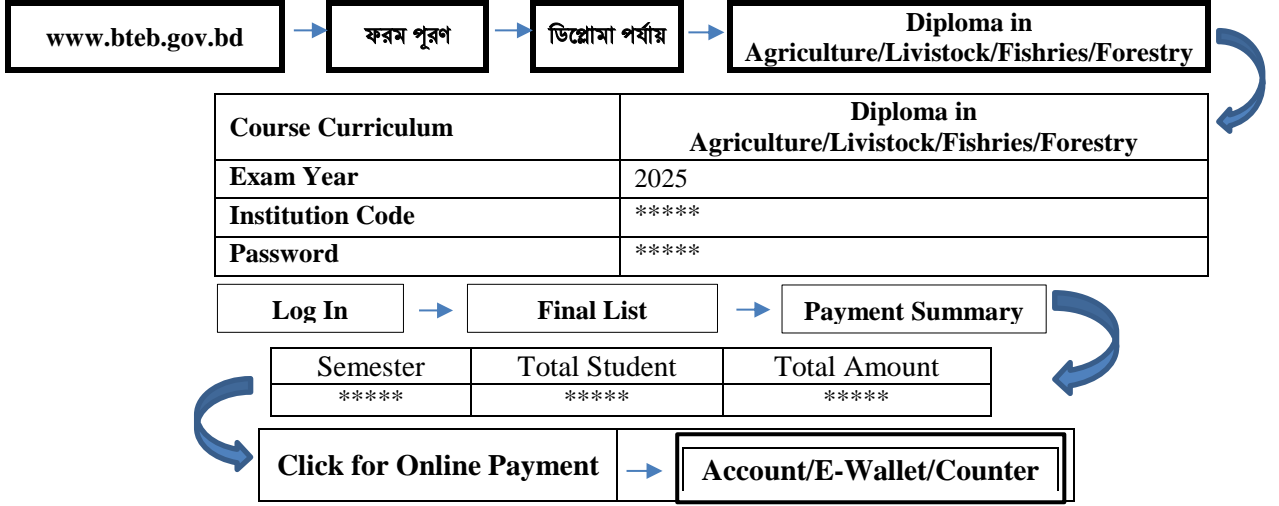 www.bteb.gov.bd
ফরম পূরণ
ডিপ্লোমা পর্যায়
Diploma in
Agriculture/Livistock/Fishries/Forestry
Course Curriculum
Diploma in
Agriculture/Livistock/Fishries/Forestry
Exam Year
2025
Institution Code
*****
Password
*****
Log In
Final List
Payment Summary
Semester
Total Student
Total Amount
*****
*****
*****
Click for Online Payment
Account/E-Wallet/Counter